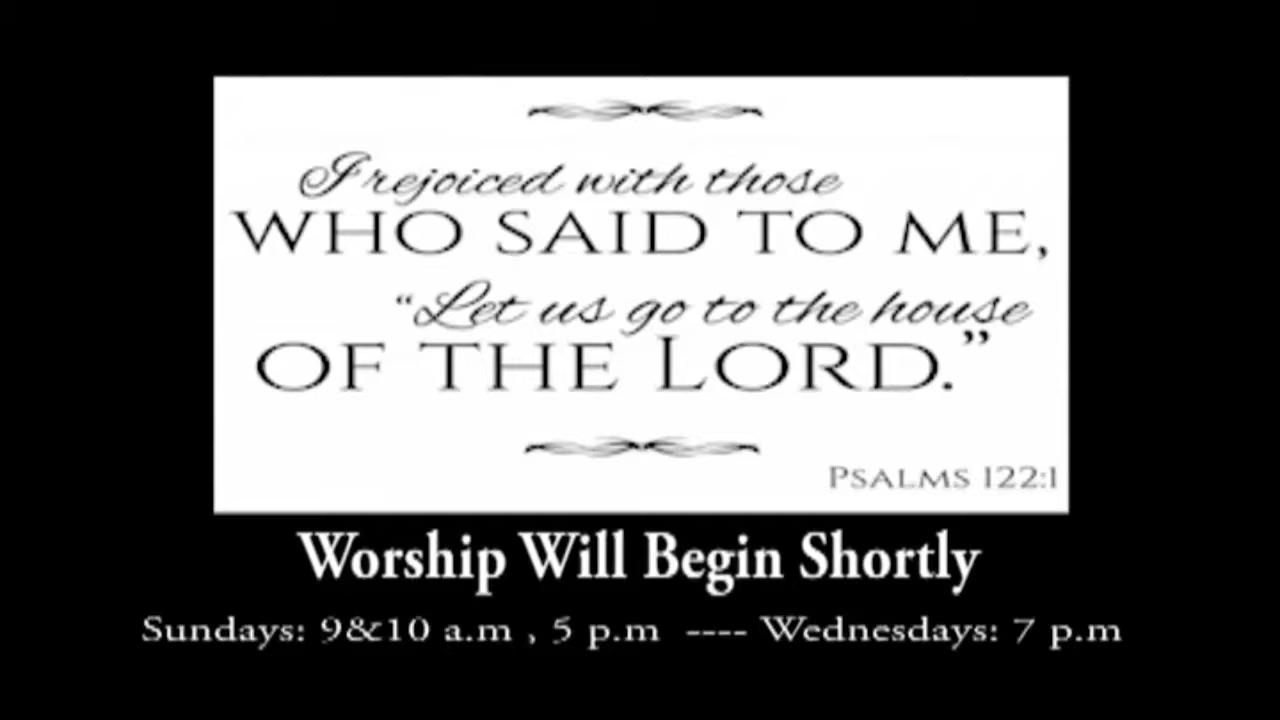 I rejoiced with those
WHO SAID TO ME,
“Let us go to the house
OF THE LORD.”
PSALMS 122:1
Worship Will Begin Shortly
Sundays: 9&10 a.m , 5 p.m ---- Wednesdays: 7 p.m